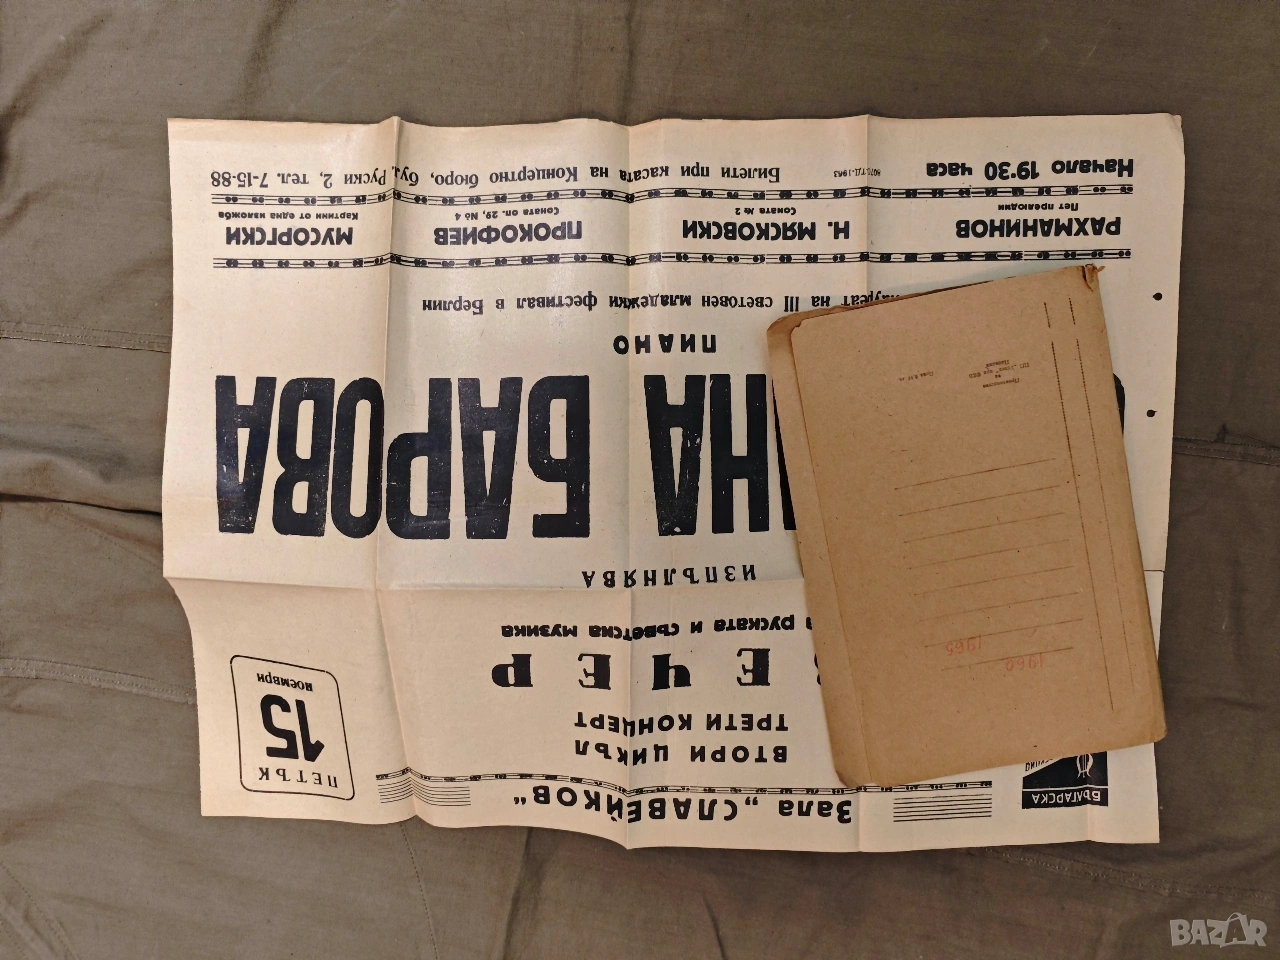 БЪЛГАРСКА
Зала „СЛАВЕЙКОВ"
ПЕТЪК
15
ноември
ВТОРИ ЦИКЪЛ
ТРЕТИ КОНЦЕРТ
ВЕЧЕР
руската и съветска музика
ИЗПЪЛНЯВА
НА БАРОВА
ПИАНО
на III световен младежки фестивал в Берлин
РАХМАНИНОВ
Пет прелюдии
Н. МЯСКОВСКИ
Соната № 2
ПРОКОФИЕВ
Соната оп. 29, № 4
МУСОРГСКИ
Картини от една изложба
Начало 19·30 часа
Билети при касата на Концертно бюро, бул. Руски 2, тел. 7-15-88
1960
1965
BAZAR